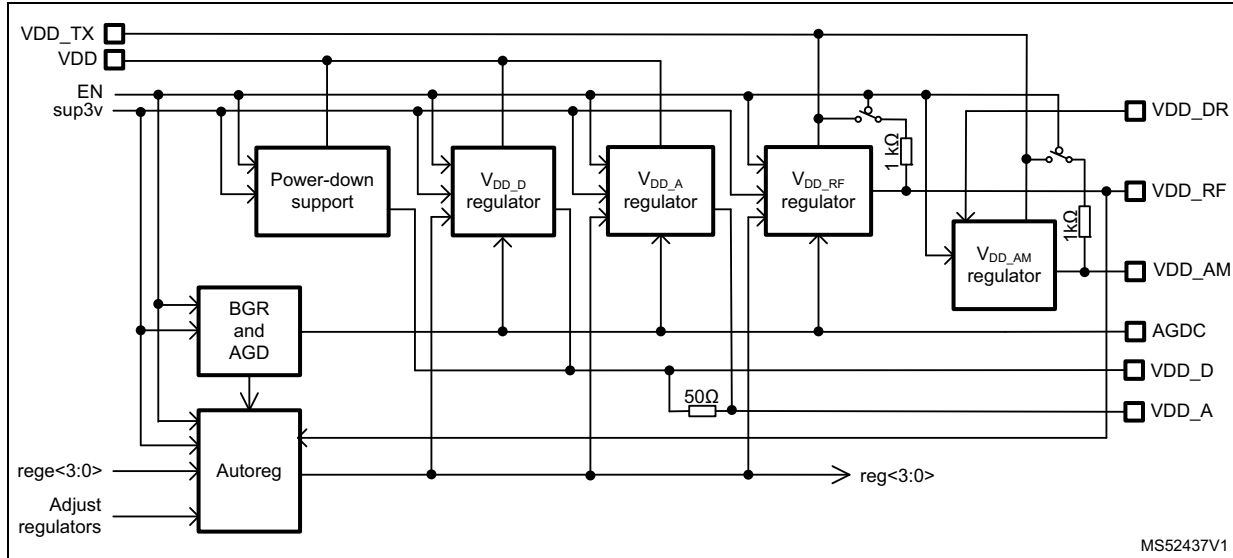 VDD_TX
VDD
EN
sup3v
VDD_DR
1 kΩ
Power-down
support
VDD_D
regulator
VDD_A
regulator
VDD_RF
regulator
VDD_RF
1kΩ
VDD_AM
regulator
VDD_AM
BGR
and
AGD
AGDC
VDD_D
50Ω
VDD_A
Autoreg
rege<3:0>
reg<3:0>
Adjust
regulators
MS52437V1